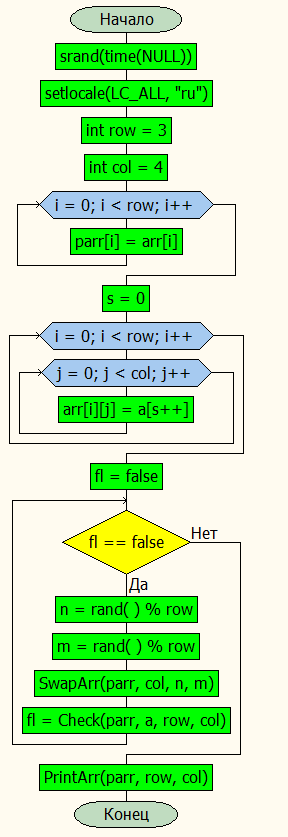 Начало
srand(time(NULL))
setlocale(LC_ALL, "ru")
int row = 3
int col = 4
i = 0; i < row; i++
parr[i] = arr[i]
s = 0
i = 0; i < row; i++
j = 0; j < col; j++
arr[i][j] = a[s++]
fl = false
fl == false
Нет
Да
n = rand( ) % row
m = rand( ) % row
SwapArr(parr, col, n, m)
fl = Check(parr, a, row, col)
PrintArr(parr, row, col)
Конец